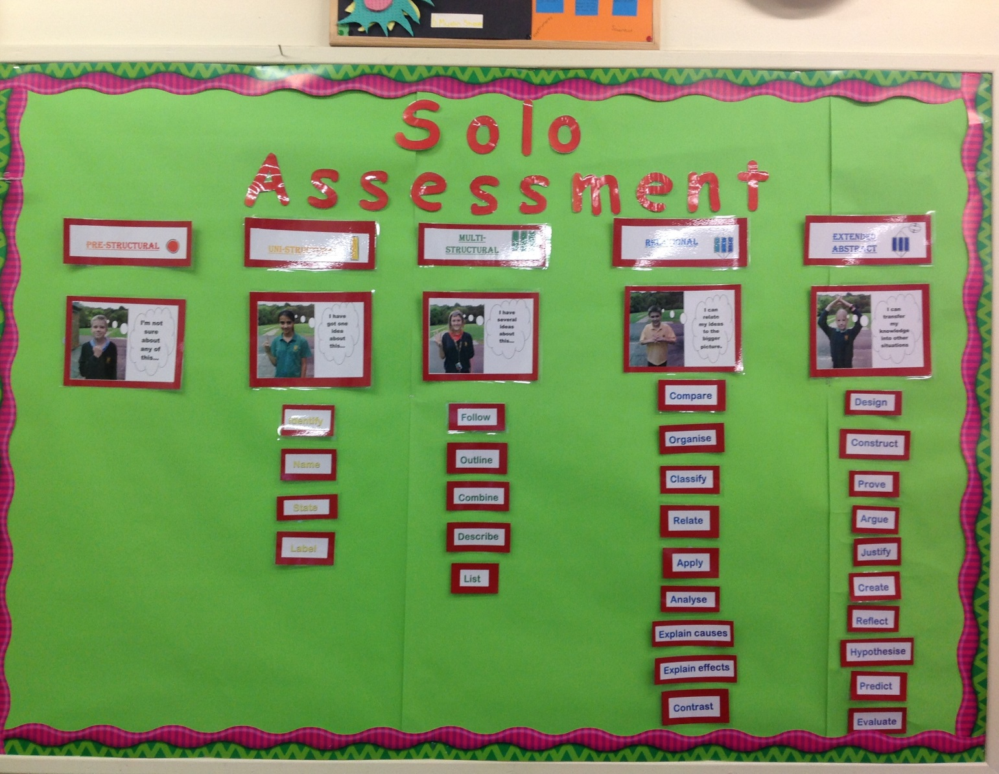 Solo
Assessment
PRE-STRUCTURAL
UNI-STRUCTURAL
MULTI-
STRUCTURAL
RELATIONAL
EXTENDED
ABSTRACT
I'm not
sure
about
any of
this...
I have
got one
idea
about
this...
I have
several
ideas
about
this...
I can
relate
my ideas
to the
bigger
picture.
I can
transfer
my
knowledge
into other
situations
Identify
Name
State
Label
Follow
Outline
Combine
Describe
List
Compare
Organise
Classify
Relate
Apply
Analyse
Explain causes
Explain effects
Contrast
Design
Construct
Prove
Argue
Justify
Create
Reflect
Hypothesise
Predict
Evaluate